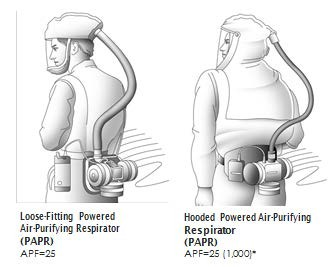 Loose-Fitting Powered
Air-Purifying Respirator
(PAPR)
APF=25
Hooded Powered Air-Purifying
Respirator
(PAPR)
APF=25 (1,000)*